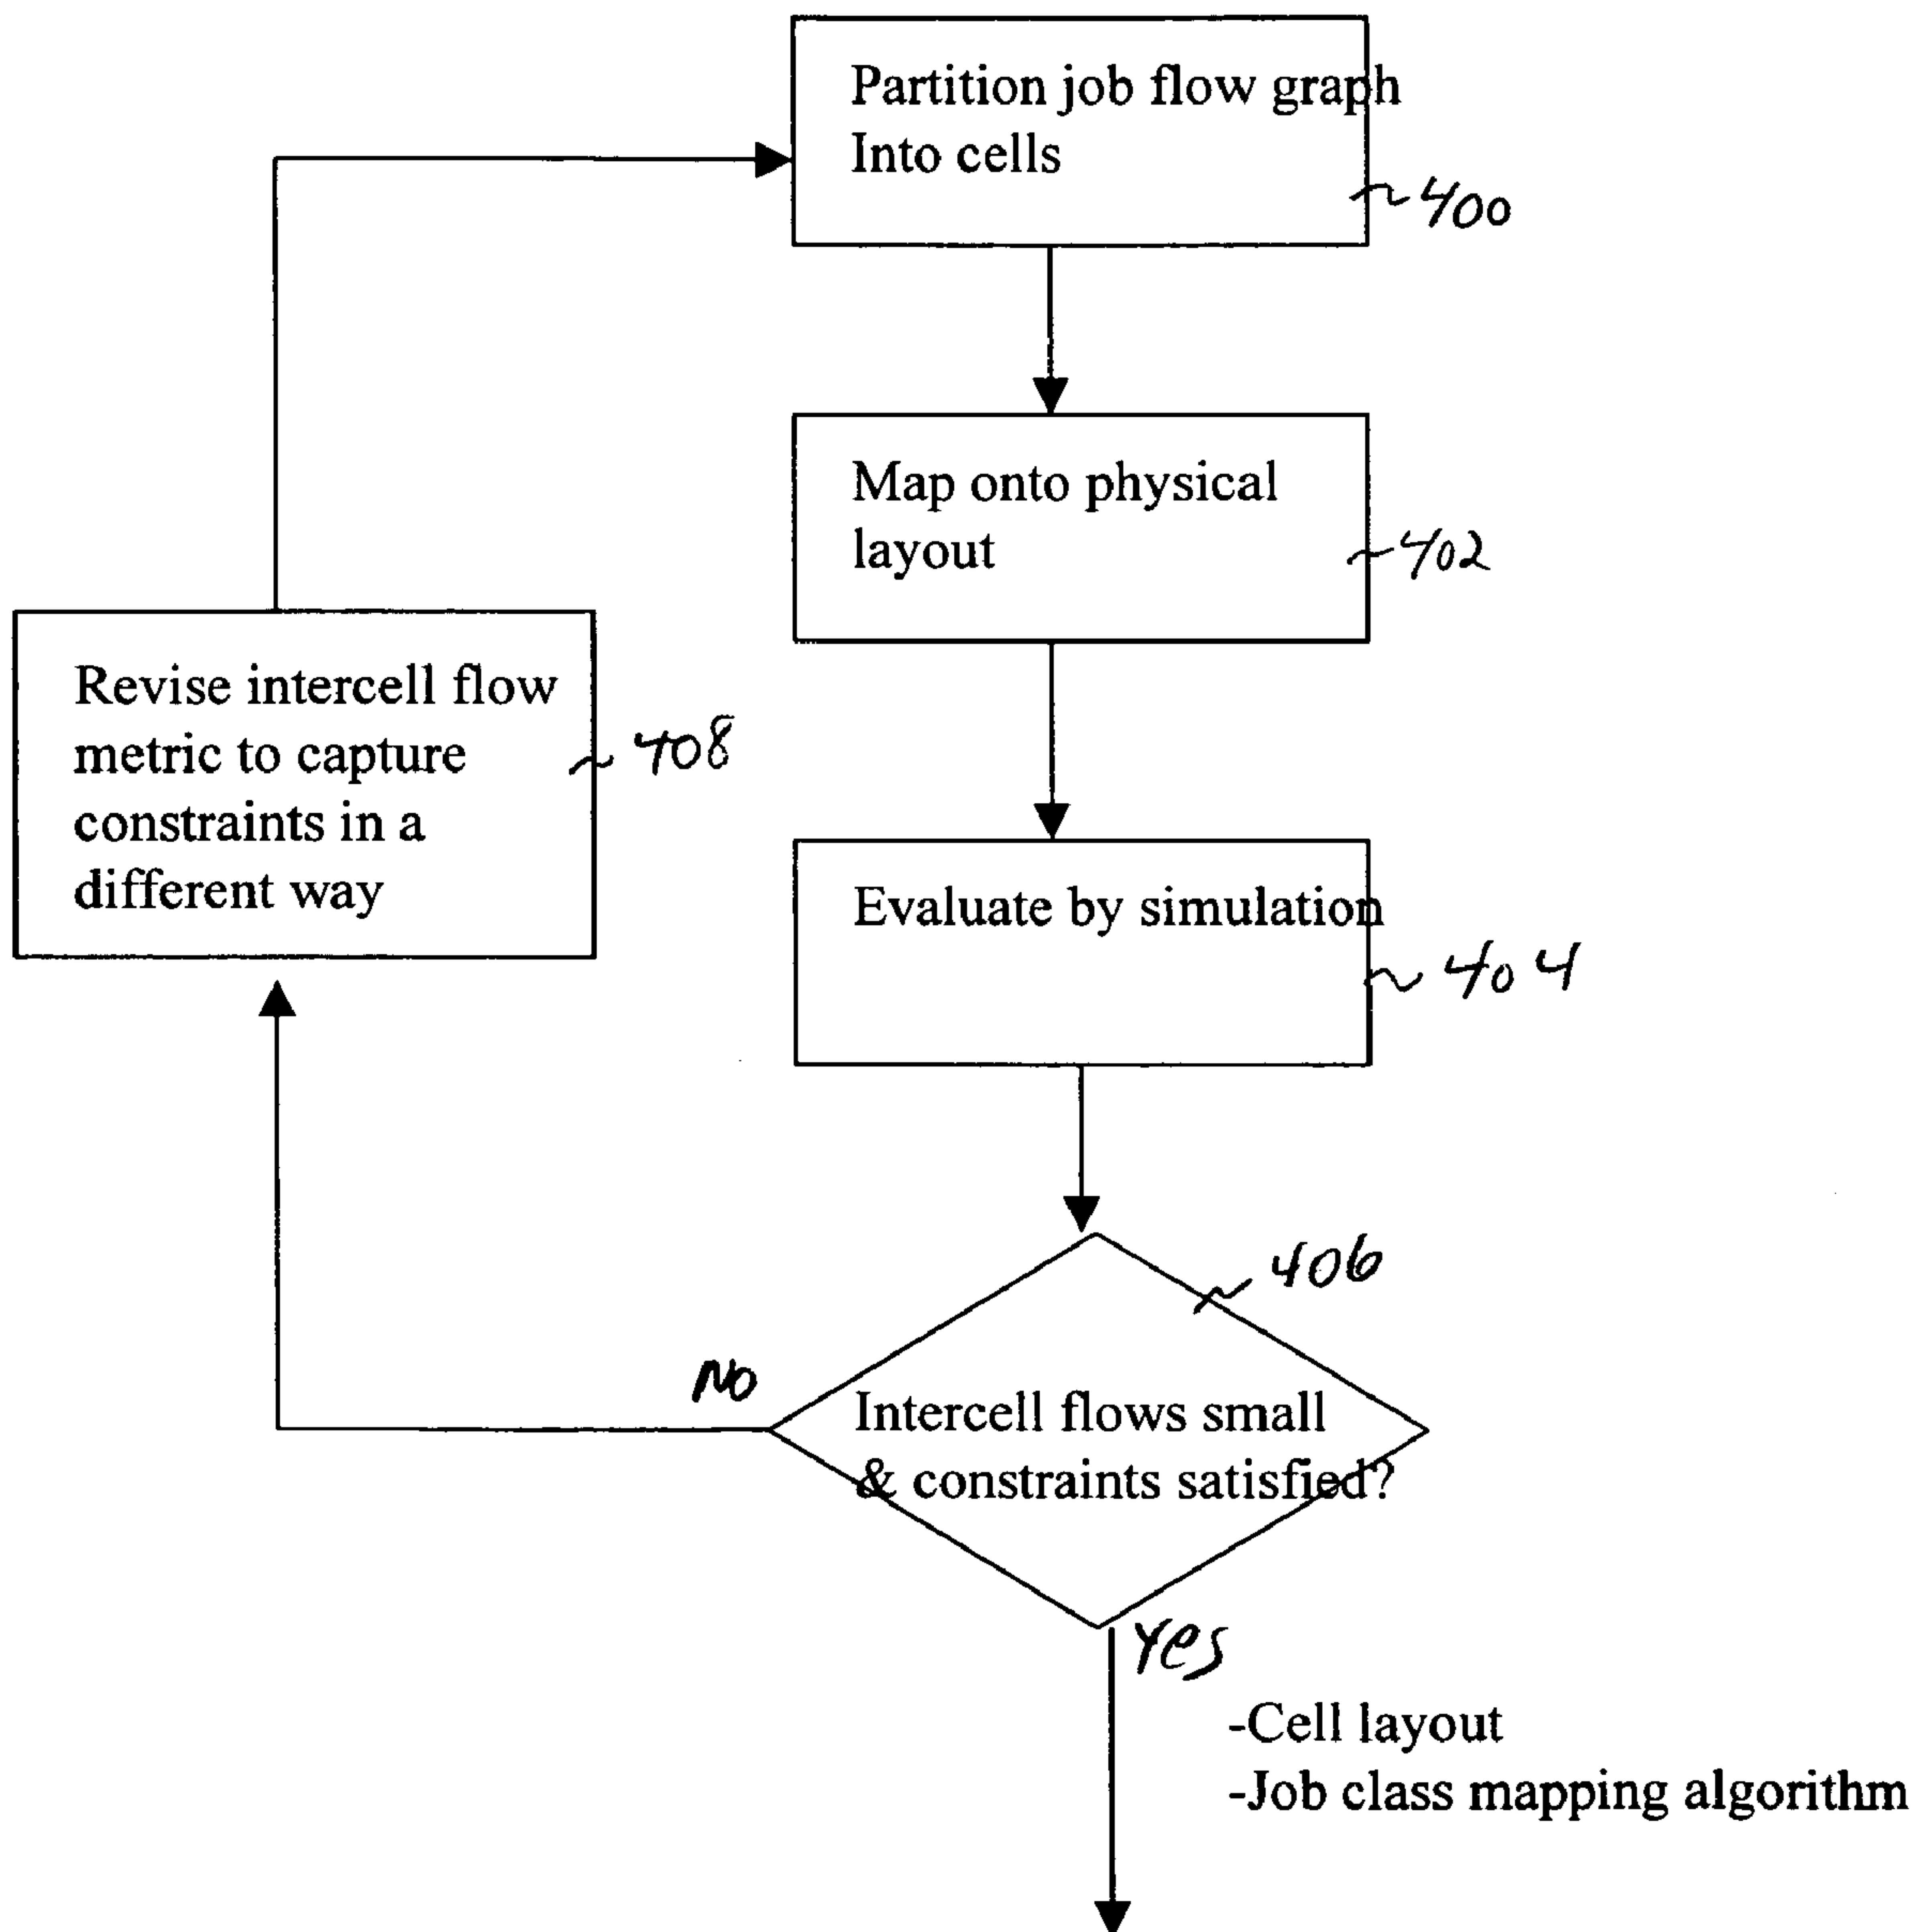 Partition job flow graph
Into cells
~400
Map onto physical
layout
~402
Revise intercell flow
metric to capture
constraints in a
different way
~408
Evaluate by simulation
~404
~406
NO
Intercell flows small
& constraints satisfied?
Yes
-Cell layout
-Job class mapping algorithm